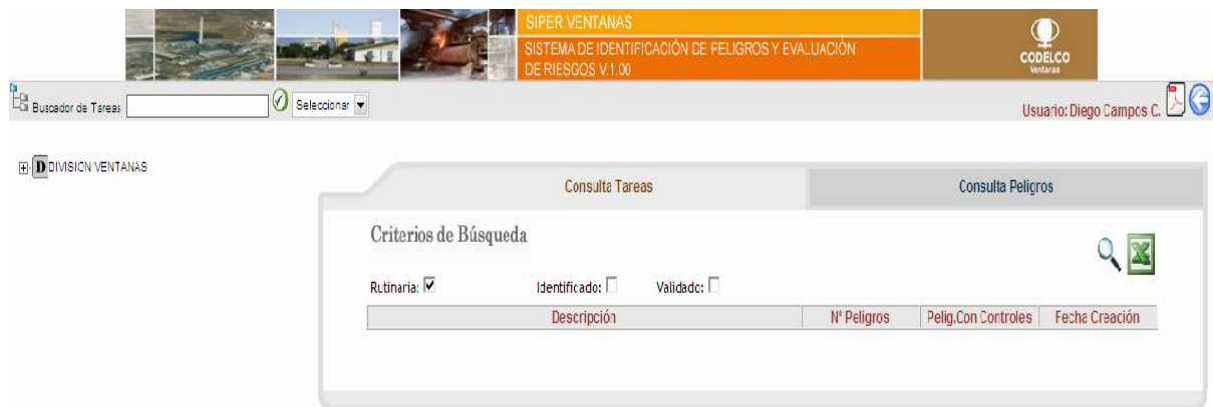 SIPER VENTANAS
SISTEMA DE IDENTIFICACIÓN DE PELIGROS Y EVALUACIÓN
DE RIESGOS V.1.00
CODELCO
Ventanas
Buscador de Tareas
Seleccionar
Usuario: Diego Campos C.
D DIVISION VENTANAS
Consulta Tareas
Consulta Peligros
Criterios de Búsqueda
Rutinaria:
Identificado:
Validado:
Descripción
N° Peligros
Pelig.Con Controles
Fecha Creación